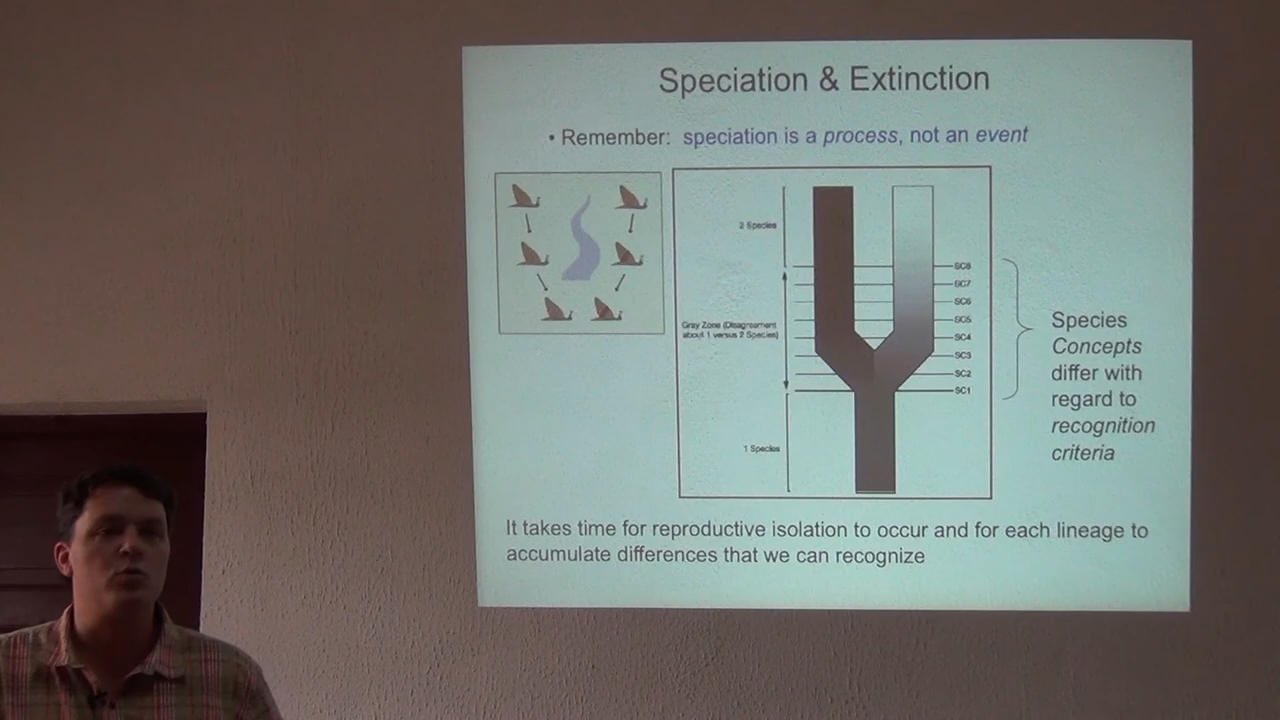 Speciation & Extinction
• Remember: speciation is a process, not an event
2 Species
Gray Zone (Disagreement
about 1 versus 2 Species)
1 Species
SC8
SC7
SC6
SC5
SC4
SC3
SC2
SC1
Species
Concepts
differ with
regard to
recognition
criteria
It takes time for reproductive isolation to occur and for each lineage to
accumulate differences that we can recognize